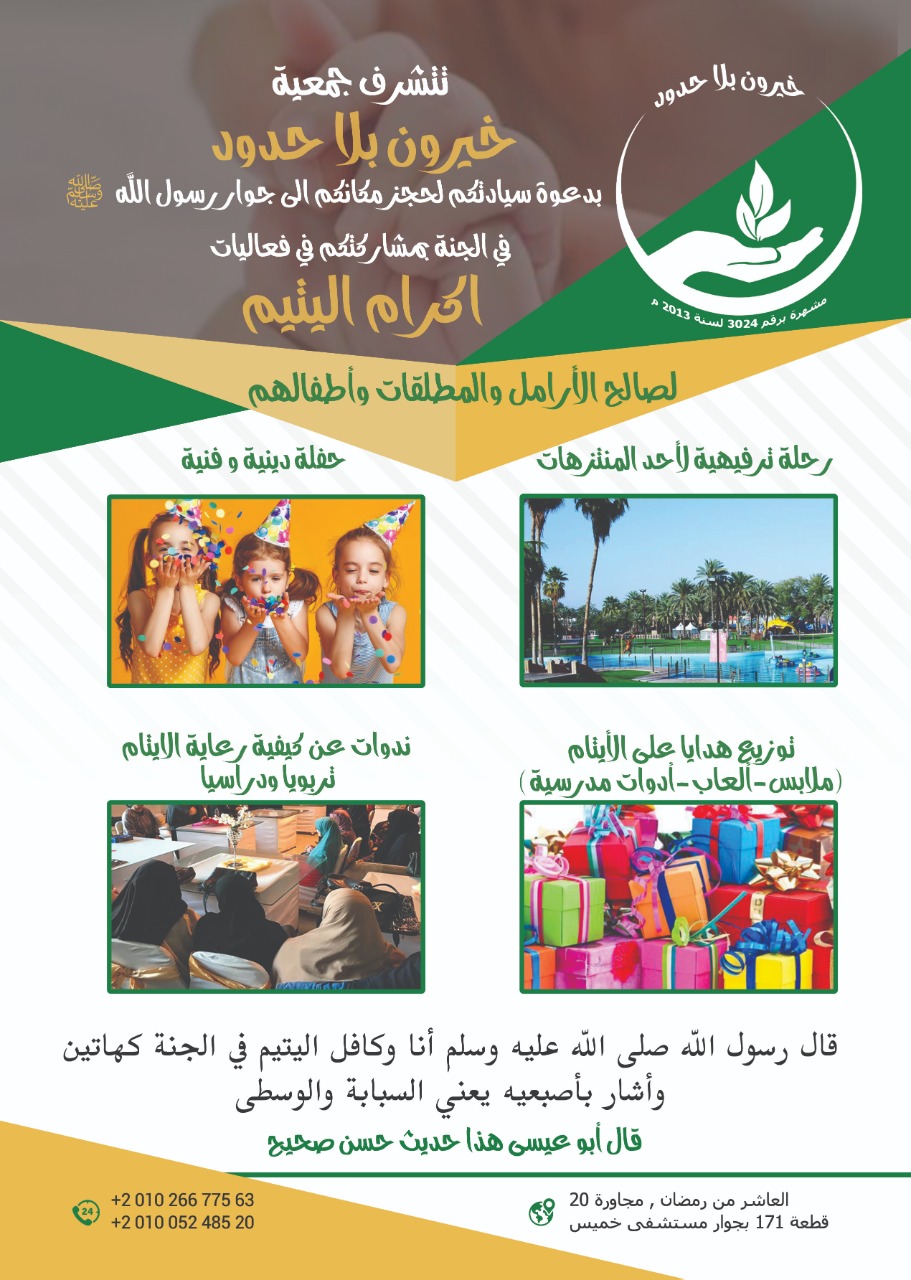 تتشرف جمعية
خيرون بلا حدود
بدعوة سيادتكم لحجز مكانكم الى جوار رسول الله ﷺ
في الجنة بمشاركتكم في فعاليات
اكرام اليتيم
خيرون بلا حدود
مشهرة برقم 3024 لسنة 2013 م
لصالح الأرامل والمطلقات وأطفالهم
رحلة ترفيهية لأحد المنتزهات
حفلة دينية و فنية
توزيع هدايا على الأيتام
(ملابس-ألعاب-أدوات مدرسية)
ندوات عن كيفية رعاية الايتام
تربويا ودراسيا
قال رسول الله صلى الله عليه وسلم أنا وكافل اليتيم في الجنة كهاتين
وأشار بأصبعيه يعني السبابة والوسطى
قال أبو عيسى هذا حديث حسن صحيح
العاشر من رمضان , مجاورة 20
قطعة 171 بجوار مستشفى خميس
24
+2 010 266 775 63
+2 010 052 485 20